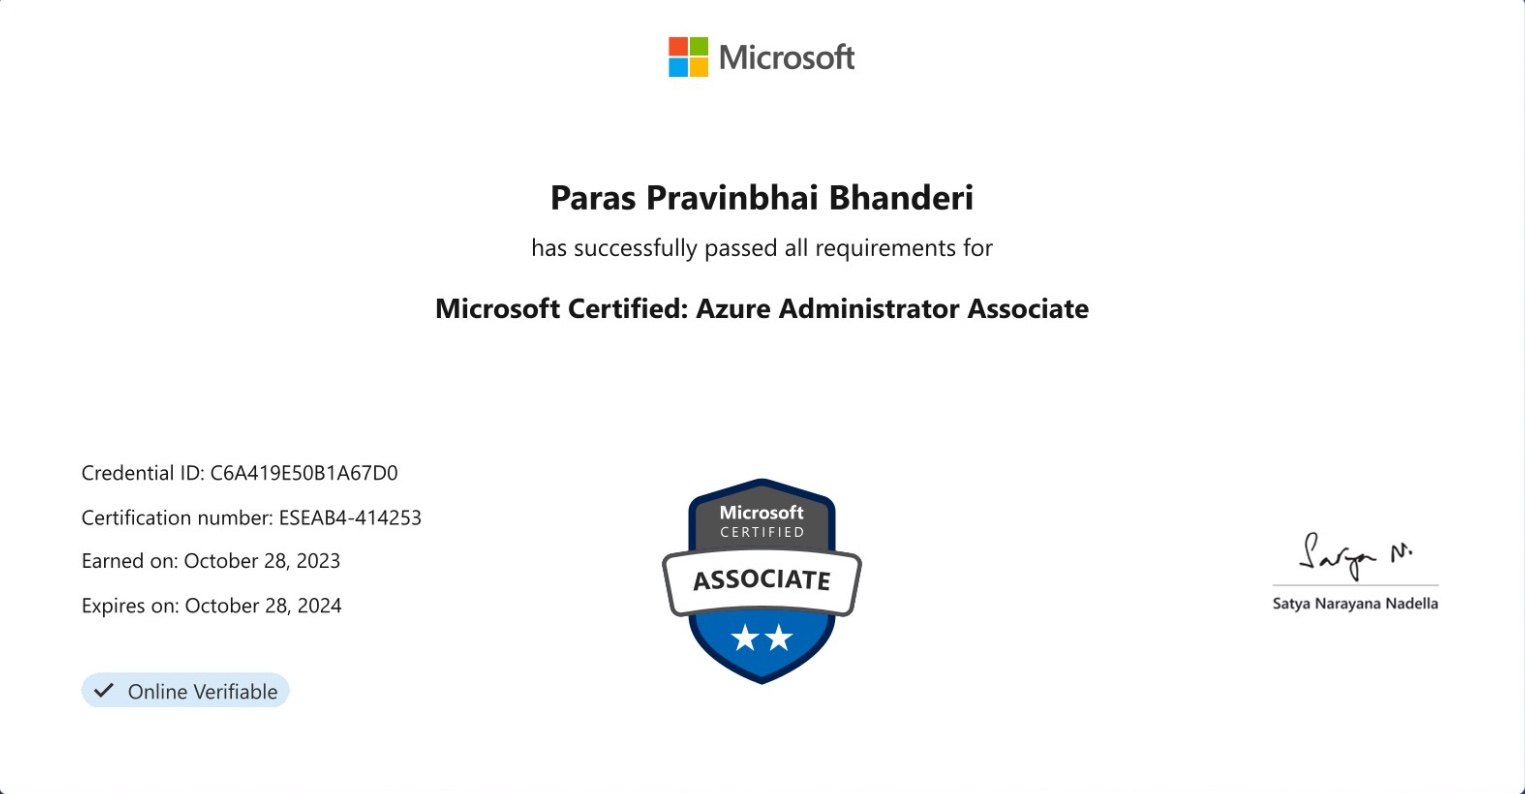 Microsoft
Paras Pravinbhai Bhanderi
has successfully passed all requirements for
Microsoft Certified: Azure Administrator Associate
Credential ID: C6A419E50B1A67D0
Certification number: ESEAB4-414253
Earned on: October 28, 2023
Expires on: October 28, 2024
Online Verifiable
Microsoft
CERTIFIED
ASSOCIATE
Satya N.
Satya Narayana Nadella